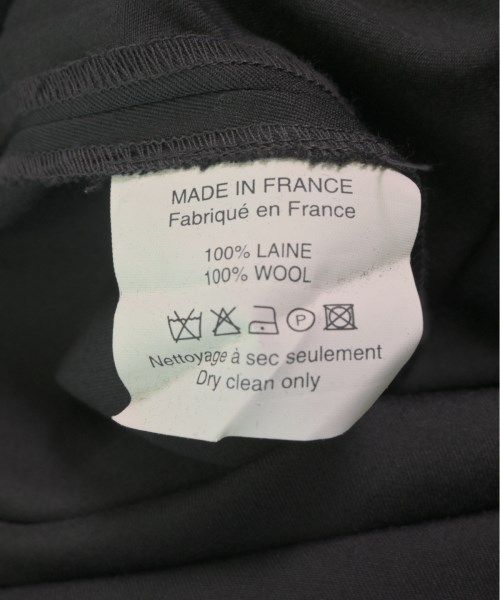 MADE IN FRANCE
Fabriqué en France
100% LAINE
100% WOOL
P
Nettoyage à sec seulement
Dry clean only